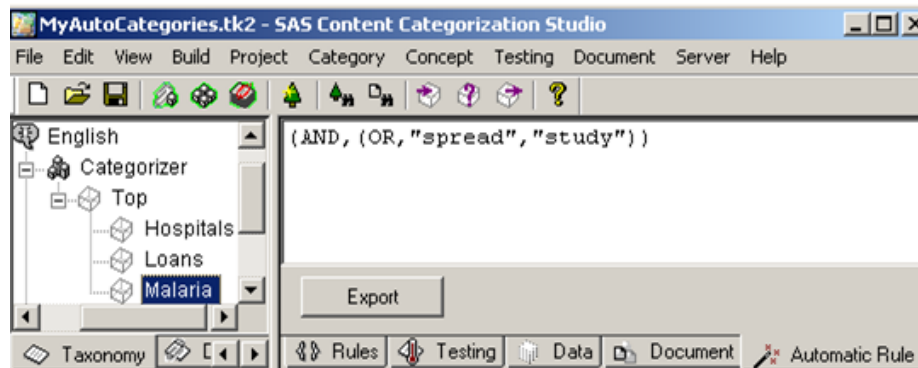 MyAutoCategories.tk2 - SAS Content Categorization Studio
File Edit View Build Project Category Concept Testing Document Server Help
English
Categorizer
Top
Hospitals
Loans
Malaria
(AND,(OR,"spread","study"))
Export
Taxonomy
Rules Testing Data Document Automatic Rule